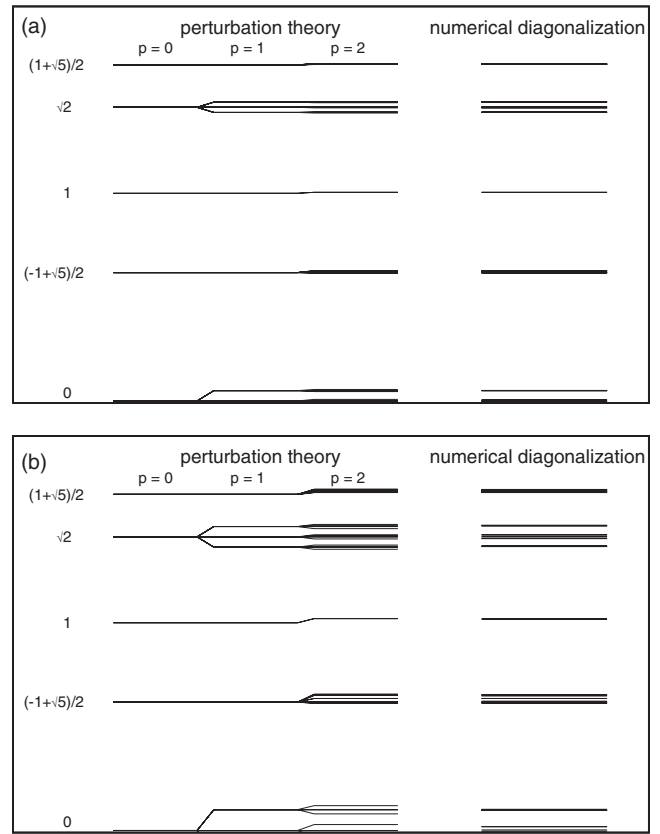 (a)
perturbation theory numerical diagonalization
p = 0 p = 1 p = 2
(1+√5)/2
√2
1
(-1+√5)/2
0
(b)
perturbation theory numerical diagonalization
p = 0 p = 1 p = 2
(1+√5)/2
√2
1
(-1+√5)/2
0